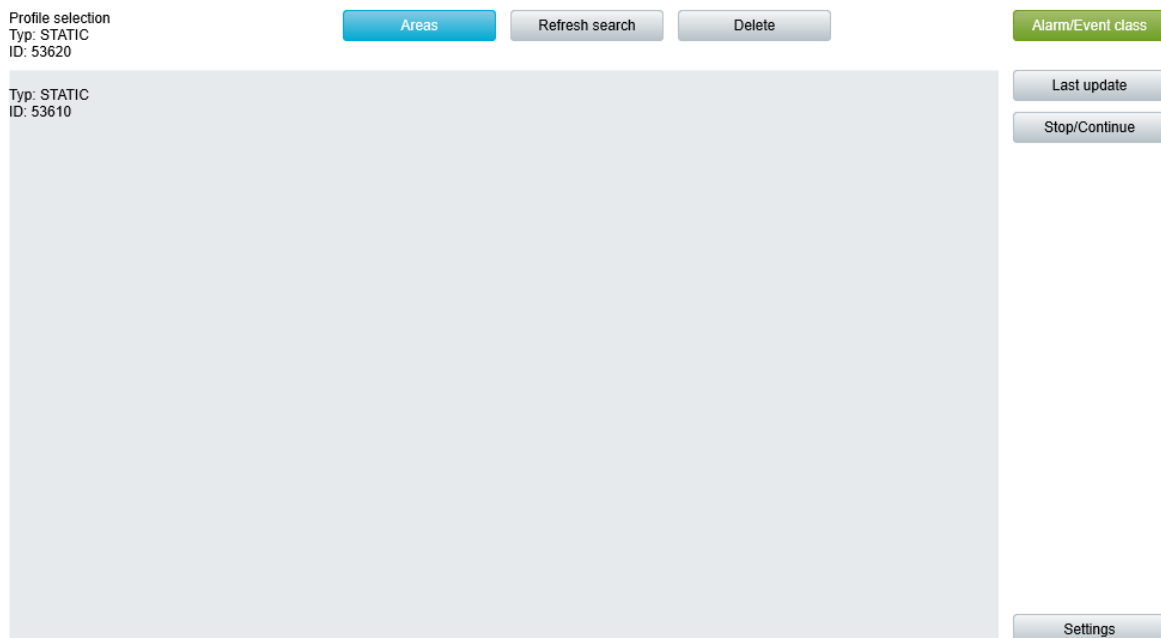 Profile selection
Typ: STATIC
ID: 53620
Areas
Refresh search
Delete
Alarm/Event class
Typ: STATIC
ID: 53610
Last update
Stop/Continue
Settings